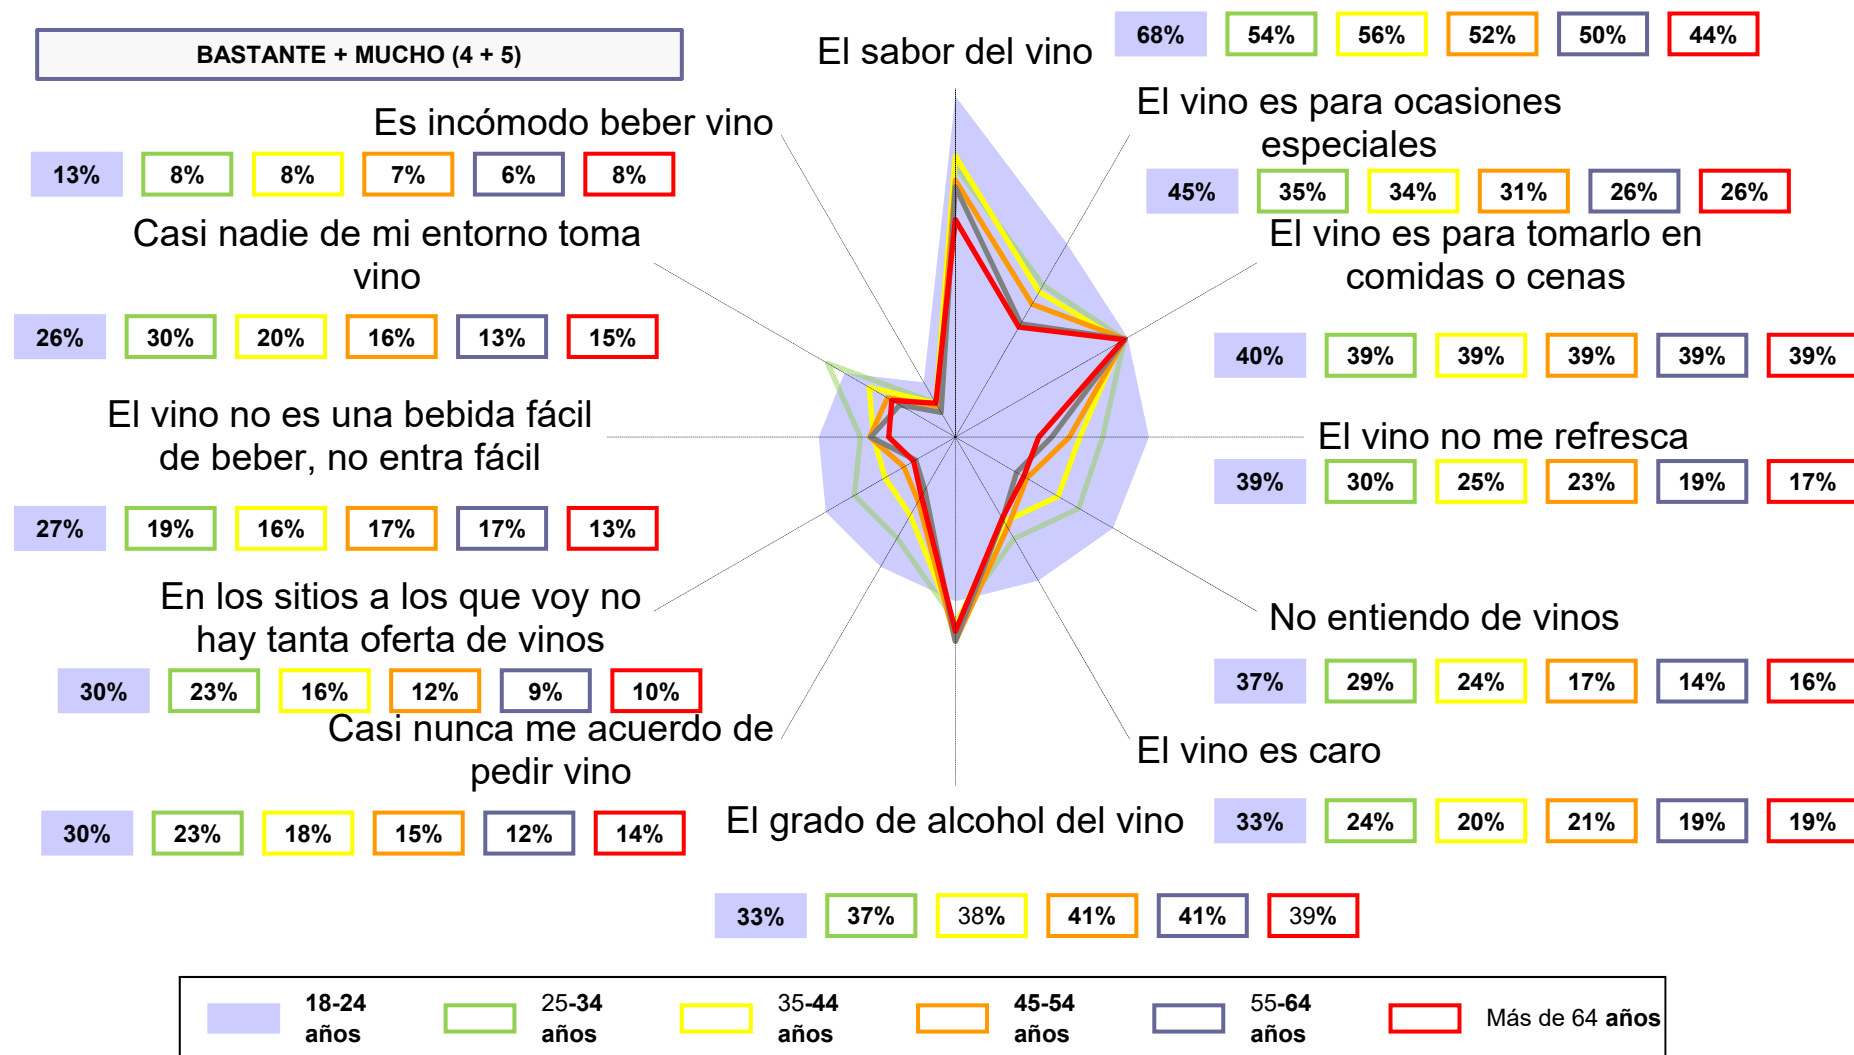 BASTANTE + MUCHO (4 + 5)
El sabor del vino
68% 54% 56% 52% 50% 44%
El vino es para ocasiones
especiales
45% 35% 34% 31% 26% 26%
El vino es para tomarlo en
comidas o cenas
40% 39% 39% 39% 39% 39%
El vino no me refresca
39% 30% 25% 23% 19% 17%
No entiendo de vinos
37% 29% 24% 17% 14% 16%
El vino es caro
33% 24% 20% 21% 19% 19%
El grado de alcohol del vino
33% 37% 38% 41% 41% 39%
Casi nunca me acuerdo de
pedir vino
30% 23% 18% 15% 12% 14%
En los sitios a los que voy no
hay tanta oferta de vinos
30% 23% 16% 12% 9% 10%
El vino no es una bebida fácil
de beber, no entra fácil
27% 19% 16% 17% 17% 13%
Casi nadie de mi entorno toma
vino
26% 30% 20% 16% 13% 15%
Es incómodo beber vino
13% 8% 8% 7% 6% 8%
18-24
años
25-34
años
35-44
años
45-54
años
55-64
años
Más de 64 años